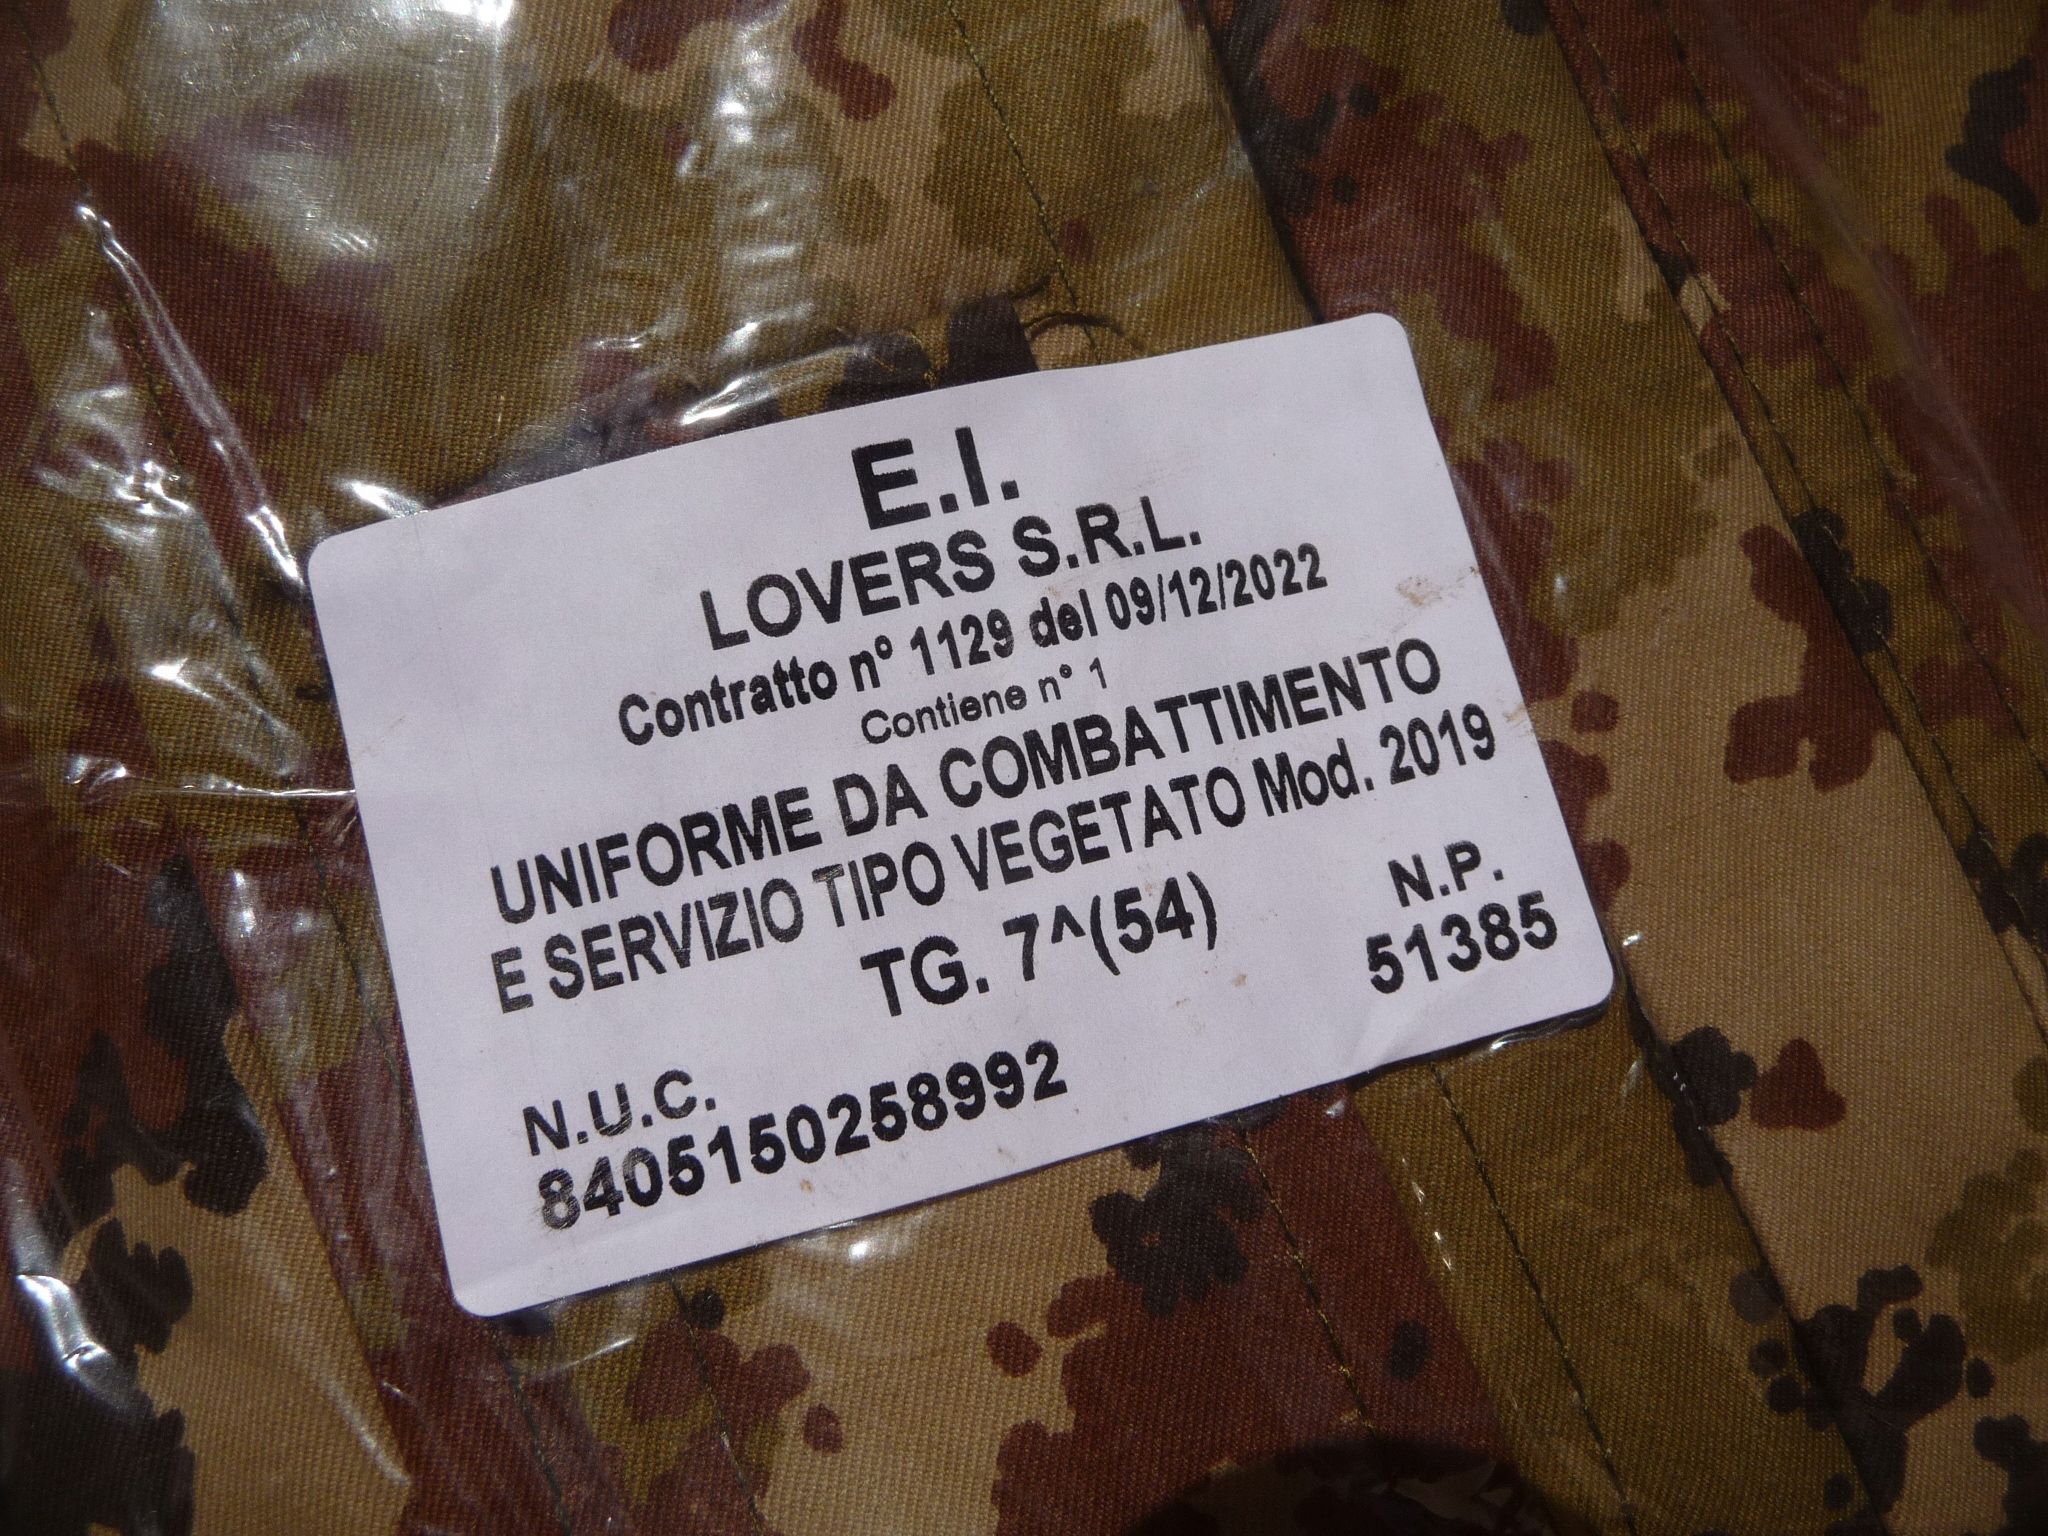 E.I.
LOVERS S.R.L.
Contratto n° 1129 del 09/12/2022
Contiene n° 1
UNIFORME DA COMBATTIMENTO
E SERVIZIO TIPO VEGETATO Mod. 2019
TG. 7^(54)
N.P.
51385
N.U.C.
8405150258992